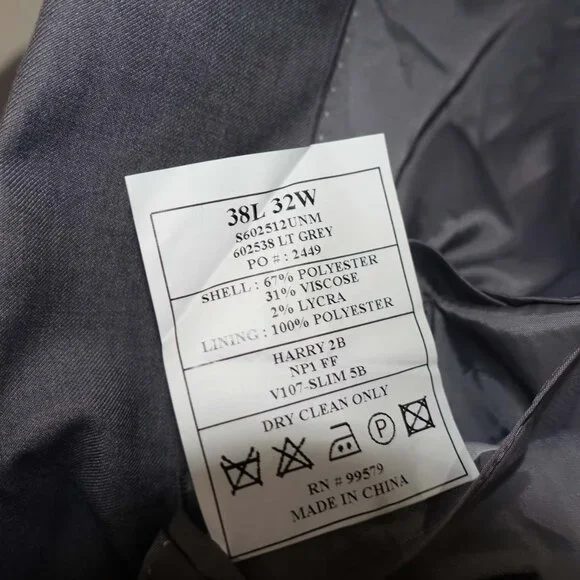 38L 32W
S602512UNM
602538 LT GREY
PO # : 2449
SHELL : 67% POLYESTER
31% VISCOSE
2% LYCRA
LINING : 100% POLYESTER
HARRY 2B
NP1 FF
V107-SLIM 5B
DRY CLEAN ONLY
P
RN # 99579
MADE IN CHINA